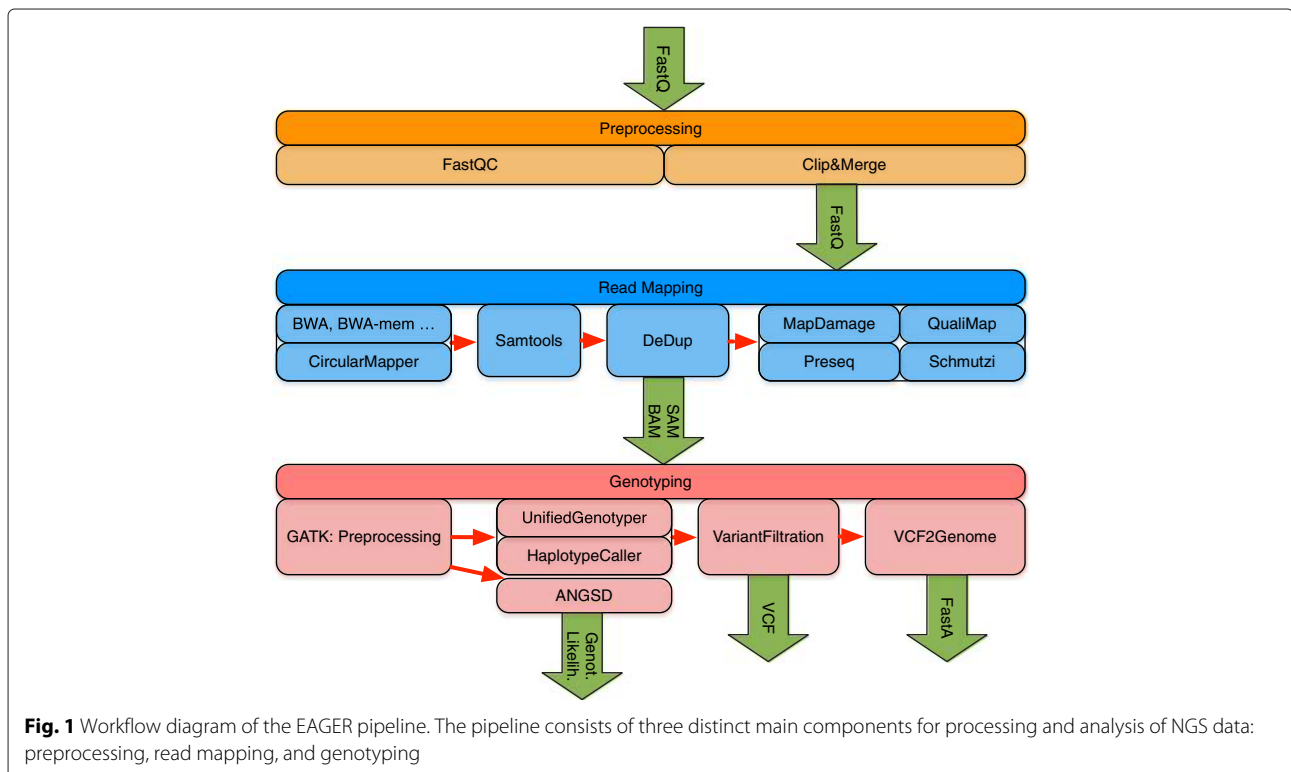 FastQ
Preprocessing
FastQC
Clip&Merge
FastQ
Read Mapping
BWA, BWA-mem ...
CircularMapper
Samtools
DeDup
MapDamage
QualiMap
Preseq
Schmutzi
SAM
BAM
Genotyping
GATK: Preprocessing
UnifiedGenotyper
HaplotypeCaller
ANGSD
VariantFiltration
VCF2Genome
Genot.
Likelih.
VCF
FastA
Fig. 1 Workflow diagram of the EAGER pipeline. The pipeline consists of three distinct main components for processing and analysis of NGS data:
preprocessing, read mapping, and genotyping